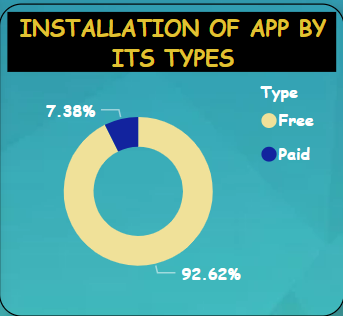 INSTALLATION OF APP BY
ITS TYPES
Type
7.38%
Free
Paid
92.62%